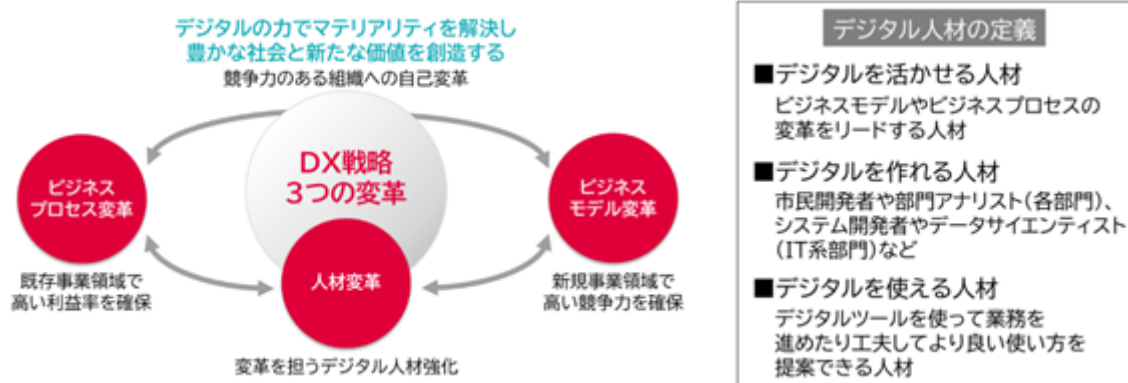 デジタルの力でマテリアリティを解決し
豊かな社会と新たな価値を創造する
競争力のある組織への自己変革
DX戦略
3つの変革
ビジネス
プロセス変革
ビジネス
モデル変革
人材変革
既存事業領域で
高い利益率を確保
新規事業領域で
高い競争力を確保
変革を担うデジタル人材強化
デジタル人材の定義
■デジタルを活かせる人材
ビジネスモデルやビジネスプロセスの
変革をリードする人材
■デジタルを作れる人材
市民開発者や部門アナリスト(各部門)、
システム開発者やデータサイエンティスト
(IT系部門)など
■デジタルを使える人材
デジタルツールを使って業務を
進めたり工夫してより良い使い方を
提案できる人材